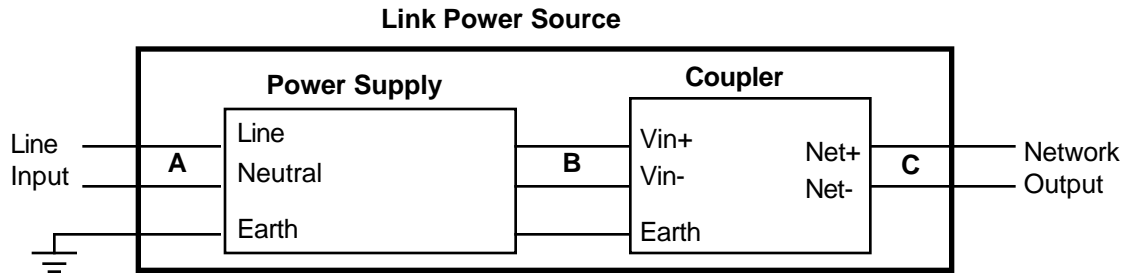 Link Power Source
Power Supply
Coupler
Line
Input
A
Line
Neutral
Earth
B
Vin+
Vin-
Earth
Net+
Net-
C
Network
Output